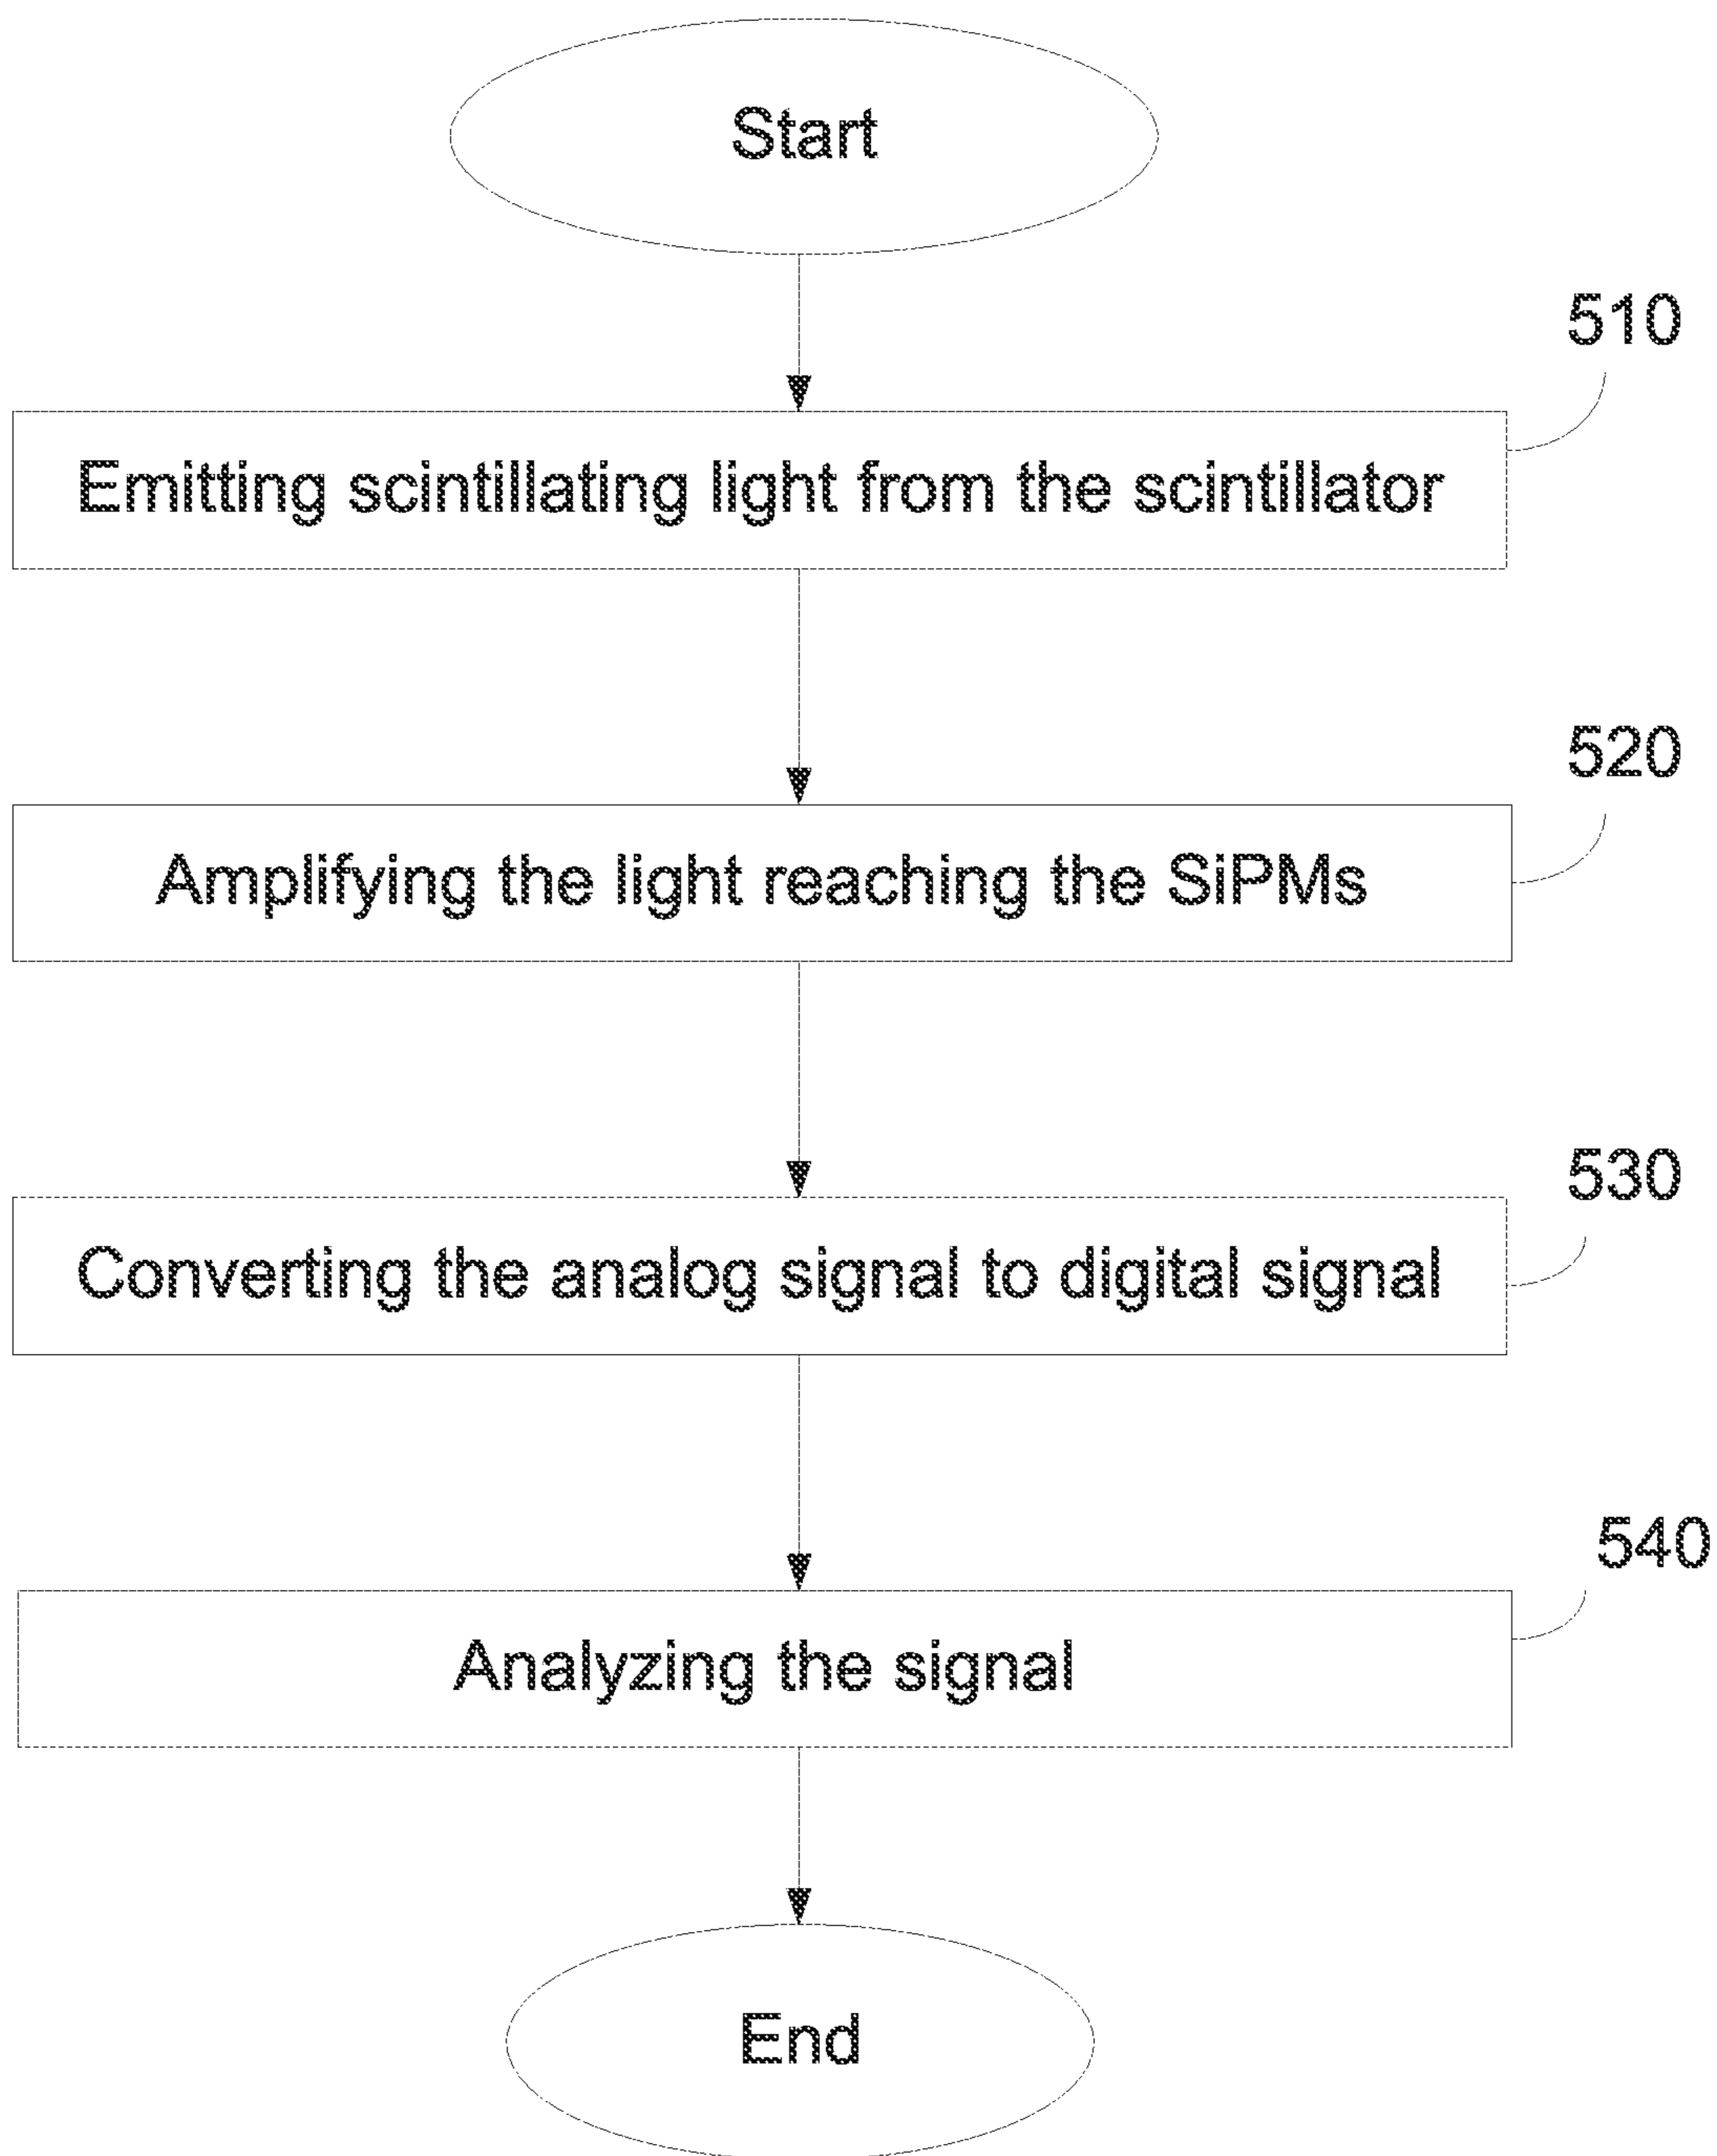 Start
510
Emitting scintillating light from the scintillator
520
Amplifying the light reaching the SiPMs
530
Converting the analog signal to digital signal
540
Analyzing the signal
End